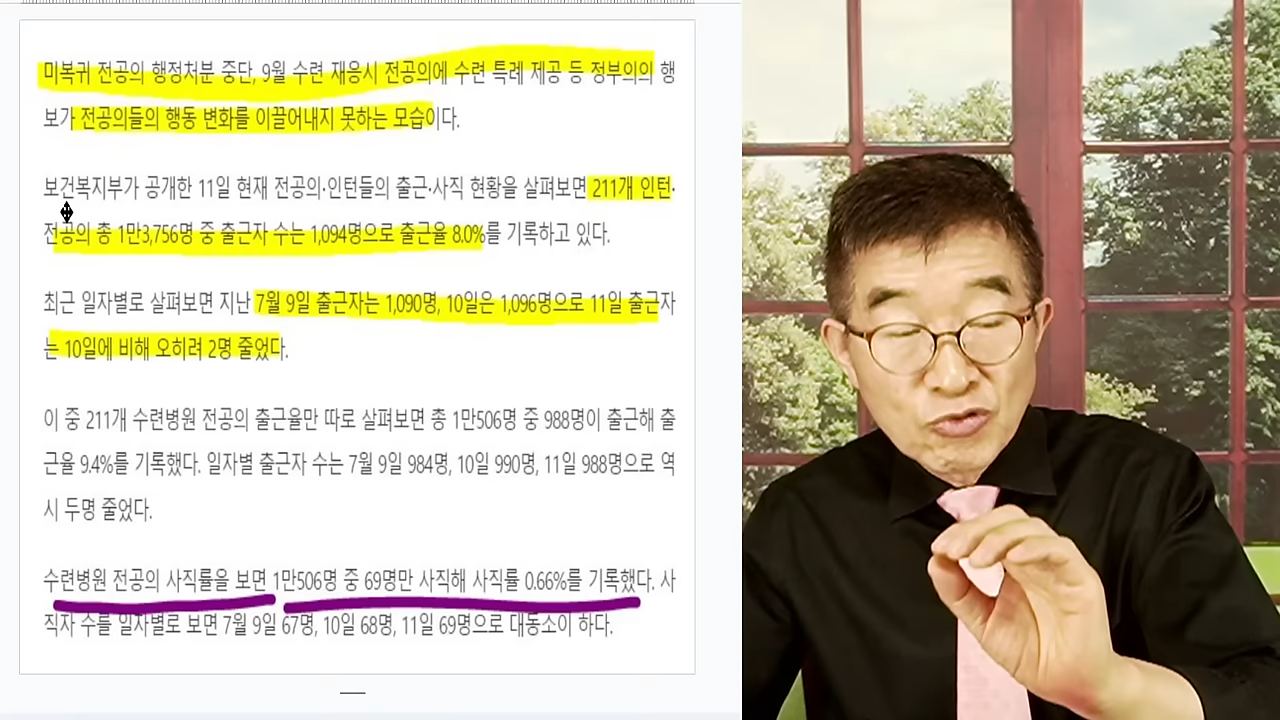 미복귀 전공의 행정처분 중단, 9월 수련 재응시 전공의에 수련 특례 제공 등 정부의의 행
보가 전공의들의 행동 변화를 이끌어내지 못하는 모습이다.
보건복지부가 공개한 11일 현재 전공의·인턴들의 출근·사직 현황을 살펴보면 211개 인턴·
전공의 총 1만3,756명 중 출근자 수는 1,094명으로 출근율 8.0%를 기록하고 있다.
최근 일자별로 살펴보면 지난 7월 9일 출근자는 1,090명, 10일은 1,096명으로 11일 출근자
는 10일에 비해 오히려 2명 줄었다.
이 중 211개 수련병원 전공의 출근율만 따로 살펴보면 총 1만506명 중 988명이 출근해 출
근율 9.4%를 기록했다. 일자별 출근자 수는 7월 9일 984명, 10일 990명, 11일 988명으로 역
시 두명 줄었다.
수련병원 전공의 사직률을 보면 1만506명 중 69명만 사직해 사직률 0.66%를 기록했다. 사
직자 수를 일자별로 보면 7월 9일 67명, 10일 68명, 11일 69명으로 대동소이 하다.